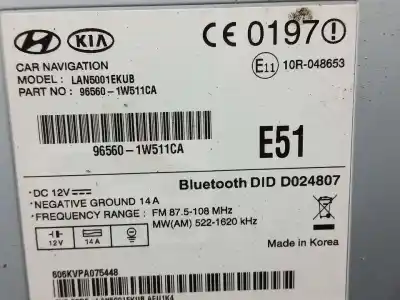 HYUNDAI KIA
CE 0197
CAR NAVIGATION
MODEL : LAN5001EKUB
PART NO : 96560-1W511CA
E11 10R-048653
96560-1W511CA
E51
Bluetooth DID D024807
*DC 12V
*NEGATIVE GROUND 14 A
*FREQUENCY RANGE : FM 87.5-108 MHz
MW(AM) 522-1620 kHz
12V 14A
Made in Korea
606KVPA075448